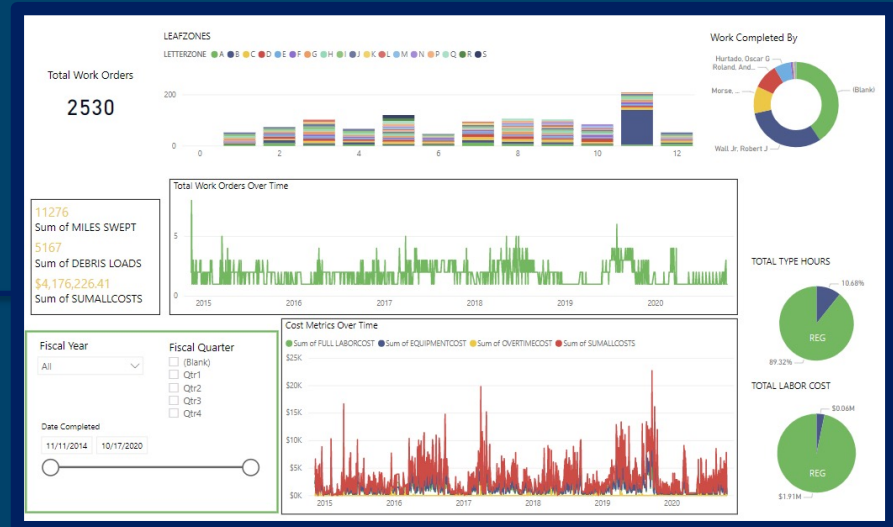 LEAFZONES
LETTERZONE A B C D E F G H I J K L M N P Q R S
Total Work Orders
2530
200
0
0 2 4 6 8 10 12
Work Completed By
Hurtado, Oscar G
Roland, And...
Morse, ...
(Blank)
Wall Jr, Robert J
11276
Sum of MILES SWEPT
5167
Sum of DEBRIS LOADS
$4,176,226.41
Sum of SUMALLCOSTS
Total Work Orders Over Time
5
0
2015 2016 2017 2018 2019 2020
TOTAL TYPE HOURS
10.68%
REG
89.32%
Fiscal Year
All
Fiscal Quarter
(Blank)
Qtr1
Qtr2
Qtr3
Qtr4
Date Completed
11/11/2014 10/17/2020
Cost Metrics Over Time
Sum of FULL LABORCOST Sum of EQUIPMENTCOST Sum of OVERTIMECOST Sum of SUMALLCOSTS
$25K
$20K
$15K
$10K
$5K
$0K
2015 2016 2017 2018 2019 2020
TOTAL LABOR COST
$0.06M
REG
$1.91M